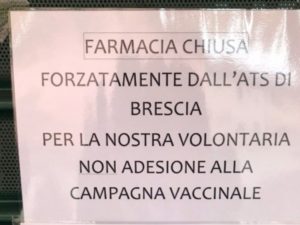 FARMACIA CHIUSA
FORZATAMENTE DALL'ATS DI
BRESCIA
PER LA NOSTRA VOLONTARIA
NON ADESIONE ALLA
CAMPAGNA VACCINALE